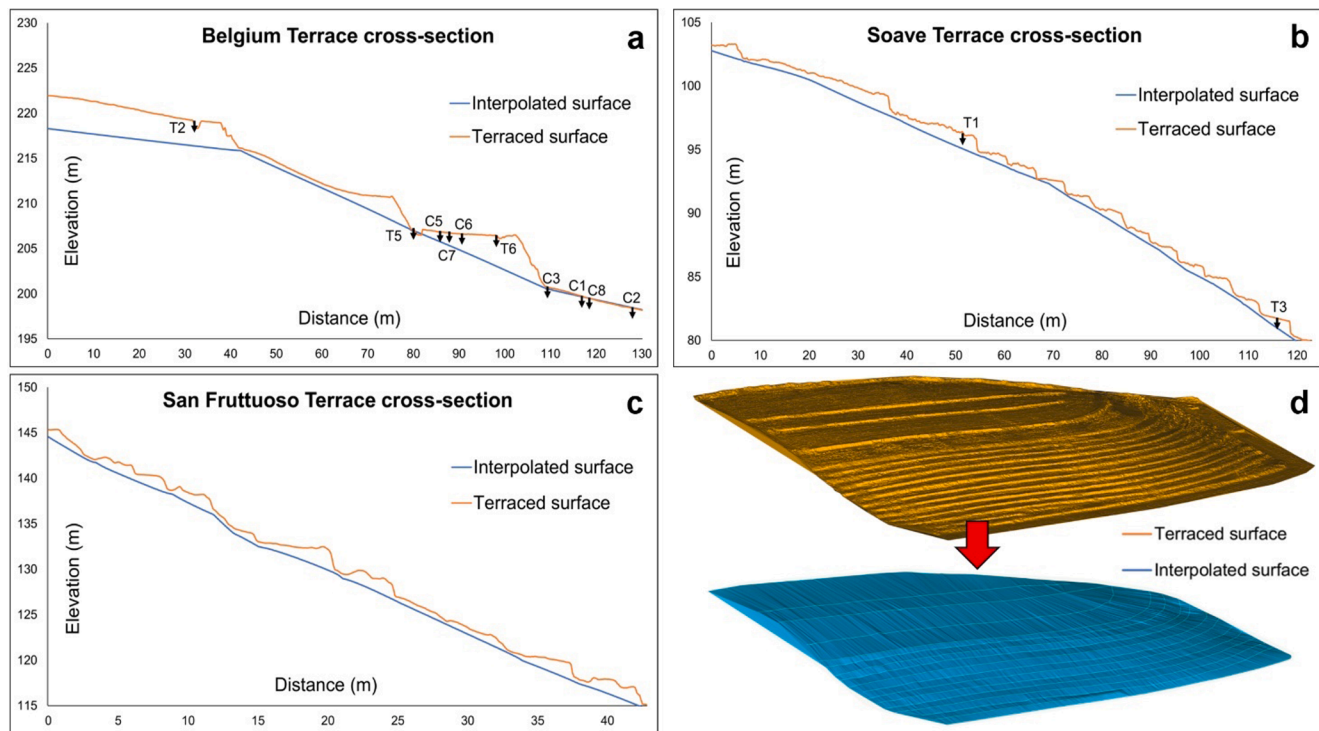 Belgium Terrace cross-section
a
230
225
220
215
210
205
200
195
Elevation (m)
Interpolated surface
Terraced surface
T2
T5
C5
C7
C6
T6
C3
C1
C8
C2
Distance (m)
0 10 20 30 40 50 60 70 80 90 100 110 120 130
Soave Terrace cross-section
b
105
100
95
90
85
80
Elevation (m)
Interpolated surface
Terraced surface
T1
T3
Distance (m)
0 10 20 30 40 50 60 70 80 90 100 110 120
San Fruttuoso Terrace cross-section
c
150
145
140
135
130
125
120
115
Elevation (m)
Interpolated surface
Terraced surface
Distance (m)
0 5 10 15 20 25 30 35 40
d
Terraced surface
Interpolated surface